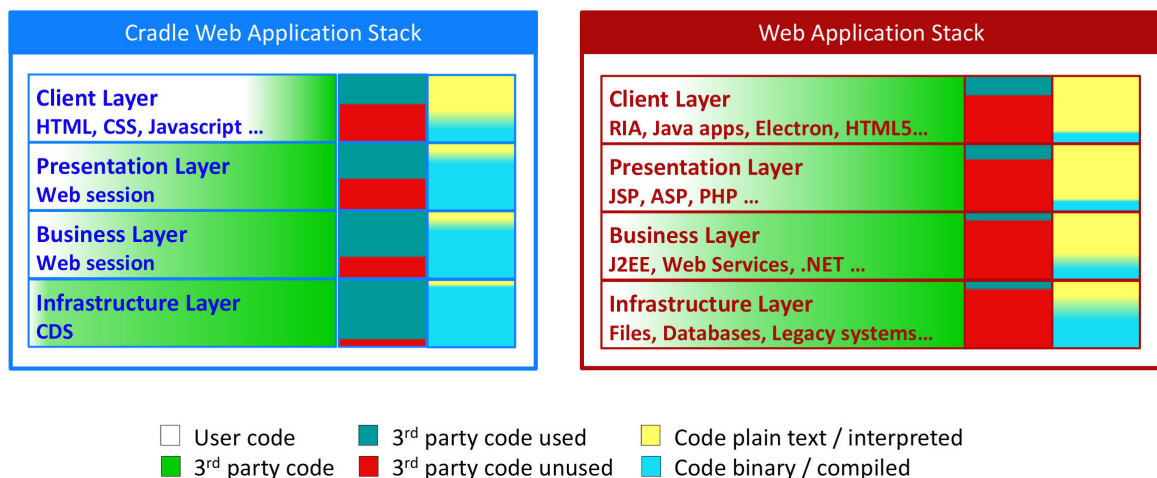 Cradle Web Application Stack
Client Layer
HTML, CSS, Javascript ...
Presentation Layer
Web session
Business Layer
Web session
Infrastructure Layer
CDS
Web Application Stack
Client Layer
RIA, Java apps, Electron, HTML5...
Presentation Layer
JSP, ASP, PHP ...
Business Layer
J2EE, Web Services, .NET ...
Infrastructure Layer
Files, Databases, Legacy systems...
User code
3rd party code used
Code plain text / interpreted
3rd party code
3rd party code unused
Code binary / compiled